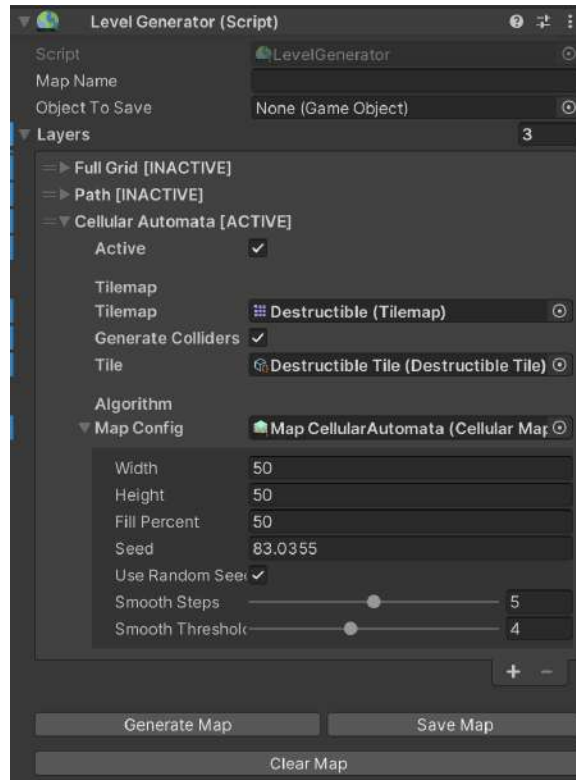 Level Generator (Script)
Script LevelGenerator
Map Name
Object To Save None (Game Object)
Layers 3
Full Grid [INACTIVE]
Path [INACTIVE]
Cellular Automata [ACTIVE]
Active
Tilemap
Tilemap Destructible (Tilemap)
Generate Colliders
Tile Destructible Tile (Destructible Tile)
Algorithm
Map Config Map CellularAutomata (Cellular Map
Width 50
Height 50
Fill Percent 50
Seed 83.0355
Use Random See
Smooth Steps 5
Smooth Threshol 4
Generate Map Save Map
Clear Map